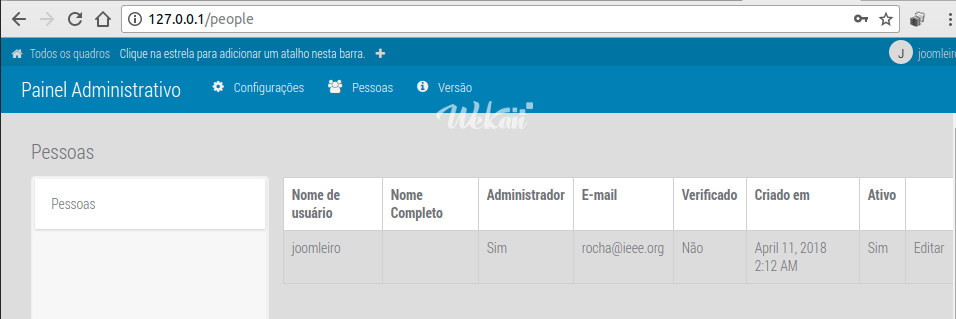 127.0.0.1/people
Todos os quadros Clique na estrela para adicionar um atalho nesta barra. J joomleiro
Painel Administrativo Configurações Pessoas Versão
Wekan
Pessoas
Pessoas
Nome de usuário Nome Completo Administrador E-mail Verificado Criado em Ativo
joomleiro Sim rocha@ieee.org Não April 11, 2018 2:12 AM Sim Editar